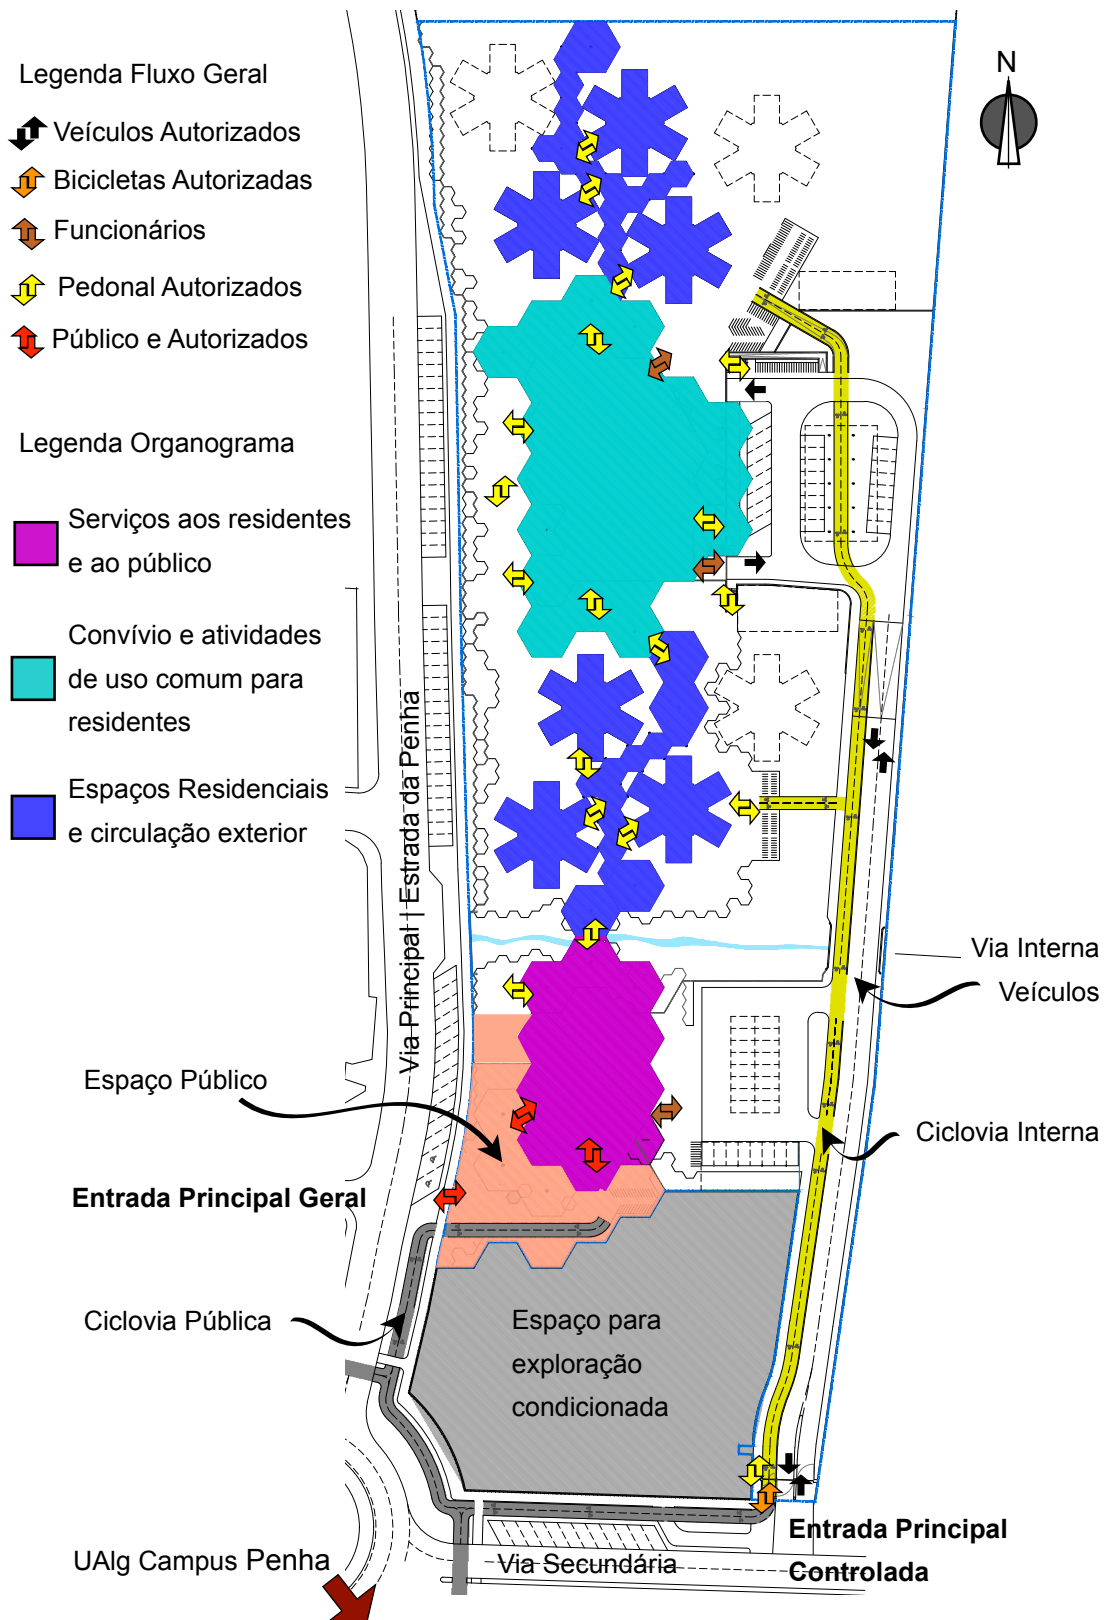 N
Legenda Fluxo Geral
Veículos Autorizados
Bicicletas Autorizadas
Funcionários
Pedonal Autorizados
Público e Autorizados
Legenda Organograma
Serviços aos residentes
e ao público
Convívio e atividades
de uso comum para
residentes
Espaços Residenciais
e circulação exterior
Via Principal | Estrada da Penha
Via Interna
Veículos
Espaço Público
Ciclovia Interna
Entrada Principal Geral
Ciclovia Pública
Espaço para
exploração
condicionada
Entrada Principal
Controlada
UAlg Campus Penha
Via Secundária